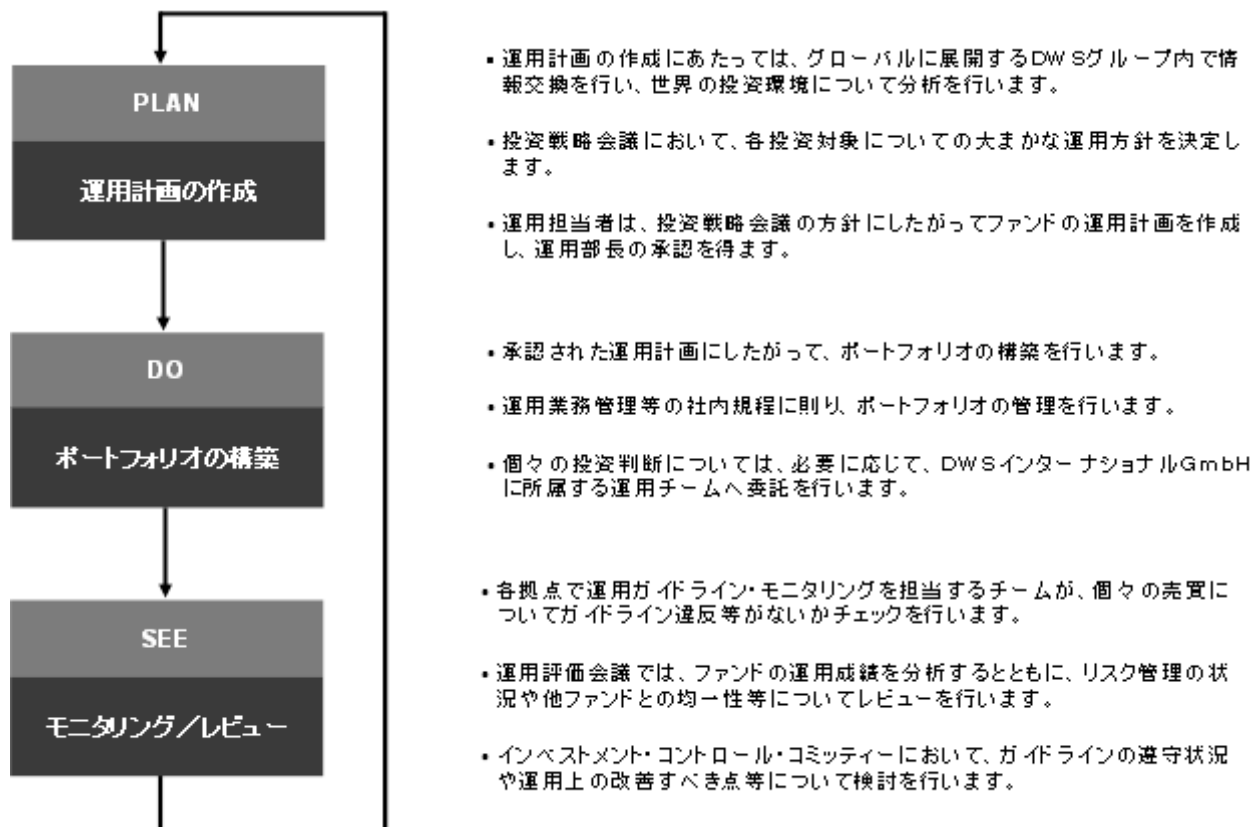 PLAN
運用計画の作成
・運用計画の作成にあたっては、グローバルに展開するDWSグループ内で情
報交換を行い、世界の投資環境について分析を行います。
・投資戦略会議において、各投資対象についての大まかな運用方針を決定し
ます。
・運用担当者は、投資戦略会議の方針にしたがってファンドの運用計画を作成
し、運用部長の承認を得ます。
DO
ポートフォリオの構築
・承認された運用計画にしたがって、ポートフォリオの構築を行います。
・運用業務管理等の社内規程に則り、ポートフォリオの管理を行います。
・個々の投資判断については、必要に応じて、DWSインターナショナルGmbH
に所属する運用チームへ委託を行います。
SEE
モニタリング／レビュー
・各拠点で運用ガイドライン・モニタリングを担当するチームが、個々の売買に
ついてガイドライン違反等がないかチェックを行います。
・運用評価会議では、ファンドの運用成績を分析するとともに、リスク管理の状
況や他ファンドとの均一性等についてレビューを行います。
・インベストメント・コントロール・コミッティーにおいて、ガイドラインの遵守状況
や運用上の改善すべき点等について検討を行います。